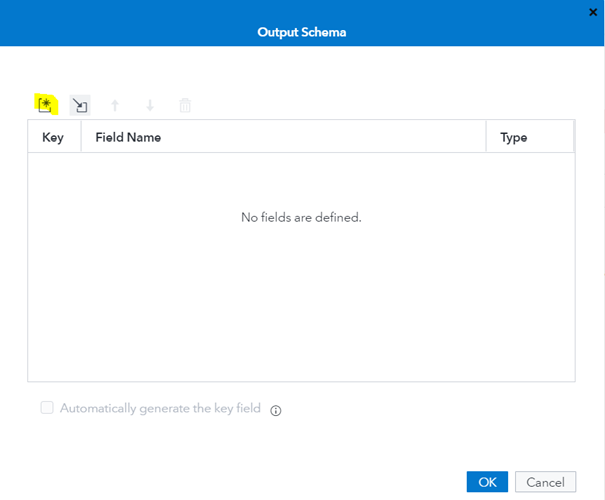 Output Schema
Key Field Name Type
No fields are defined.
Automatically generate the key field
OK Cancel